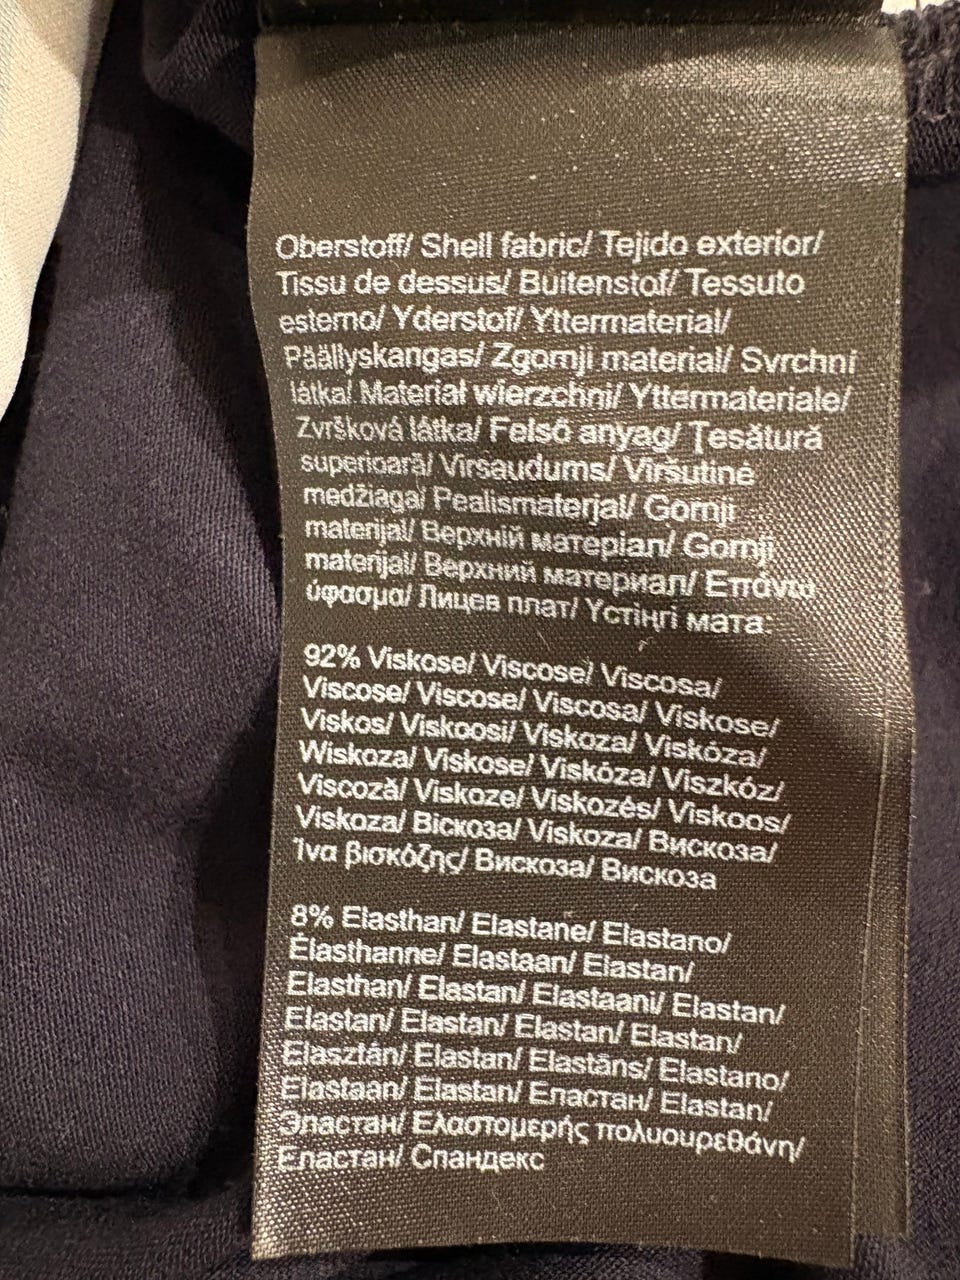 Oberstoff/ Shell fabric/ Tejido exterior/
Tissu de dessus/ Buitenstof/ Tessuto
esterno/ Yderstof/ Yttermaterial/
Päällyskangas/ Zgornji material/ Svrchní
látka/ Materiał wierzchni/ Yttermateriale/
Zvršková látka/ Felső anyag/ Ţesătură
superioară/ Virsaudums/ Viršutinė
medžiaga/ Pealismaterjal/ Gornji
materijal/ Верхній матеріал/ Gornji
materijal/ Верхний материал/ Επάνω
ύφασμα/ Лицев плат/ Үстіңгі мата:
92% Viskose/ Viscose/ Viscosa/
Viscose/ Viscose/ Viscosa/ Viskose/
Viskos/ Viskoosi/ Viskoza/ Viskóza/
Wiskoza/ Viskose/ Viskóza/ Viszkóz/
Viscoză/ Viskoze/ Viskozės/ Viskoos/
Viskoza/ Віскоза/ Viskoza/ Вискоза/
Ίνα βισκόζης/ Вискоза/ Вискоза
8% Elasthan/ Elastane/ Elastano/
Élasthanne/ Elastaan/ Elastan/
Elasthan/ Elastan/ Elastaani/ Elastan/
Elastan/ Elastan/ Elastan/ Elastan/
Elasztán/ Elastan/ Elastāns/ Elastano/
Elastaan/ Elastan/ Еластан/ Elastan/
Эластан/ Ελαστομερής πολυουρεθάνη/
Еластан/ Спандекс